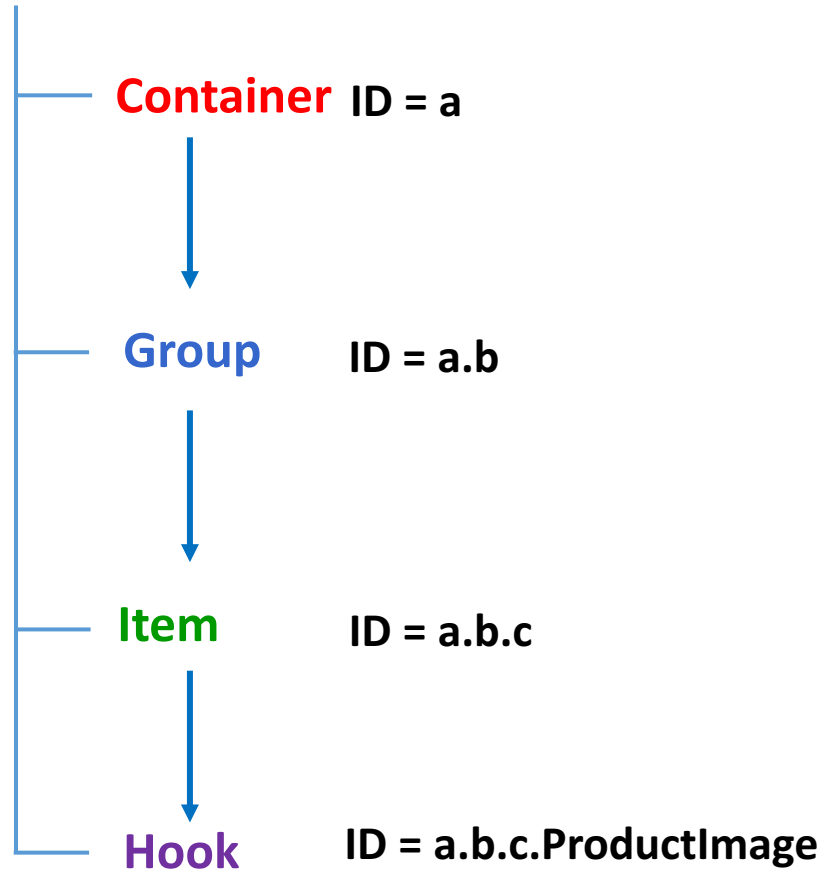 Container ID = a
Group ID = a.b
Item ID = a.b.c
Hook ID = a.b.c.ProductImage